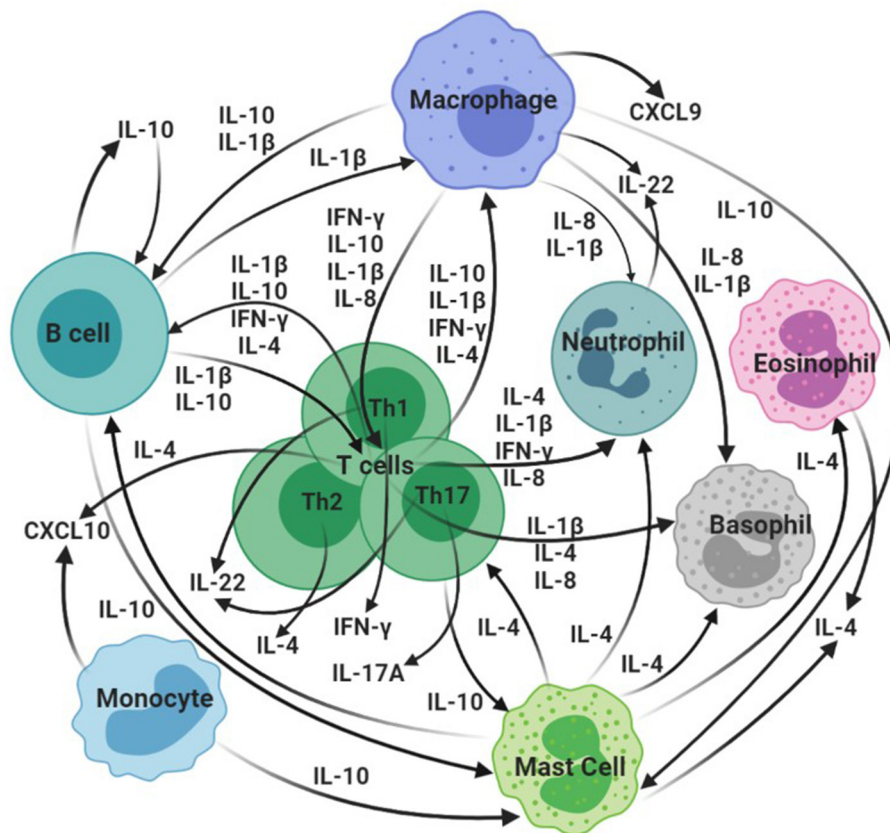 Macrophage
CXCL9
IL-10
IL-10
IL-1β
IL-1β
IL-22
IL-10
IFN-γ
IL-10
IL-1β
IL-8
IL-8
IL-1β
IL-10
IL-1β
IFN-γ
IL-4
IL-8
IL-1β
IL-1β
IL-10
IFN-γ
IL-4
B cell
Neutrophil
Eosinophil
IL-1β
IL-10
Th1
IL-4
IL-1β
IFN-γ
IL-8
IL-4
T cells
IL-4
Th2
Th17
CXCL10
IL-1β
IL-4
IL-8
Basophil
IL-22
IL-10
IL-4
IFN-γ
IL-4
IL-4
IL-4
IL-17A
IL-4
Monocyte
IL-10
Mast Cell
IL-10